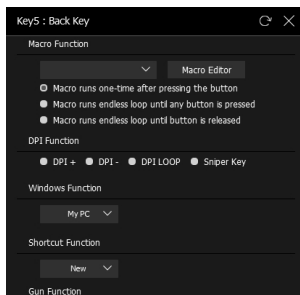 Key5 : Back Key
Macro Function
Macro Editor
Macro runs one-time after pressing the button
Macro runs endless loop until any button is pressed
Macro runs endless loop until button is released
DPI Function
DPI + DPI - DPI LOOP Sniper Key
Windows Function
My PC
Shortcut Function
New
Gun Function